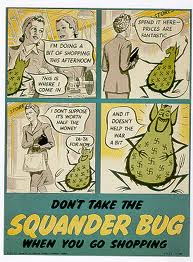 I'M DOING A
BIT OF SHOPPING
THIS AFTERNOON
THIS IS
WHERE I
COME IN
SPEND IT HERE—
PRICES ARE
FANTASTIC
I DON'T SUPPOSE
IT'S WORTH
HALF THE
MONEY
TA-TA
FOR NOW
AND IT
DOESN'T HELP
THE WAR
A BIT
DON'T TAKE THE
SQUANDER BUG
WHEN YOU GO SHOPPING